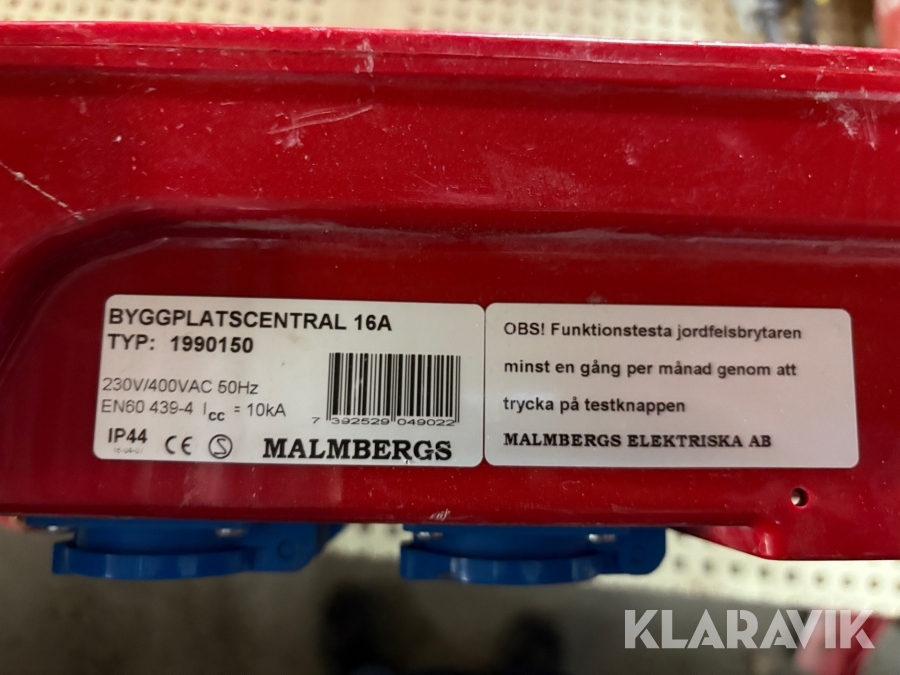 BYGGPLATSCENTRAL 16A
TYP: 1990150
230V/400VAC 50Hz
EN60 439-4 Icc = 10kA
7 392529 049022
IP44 CE S
MALMBERGS
OBS! Funktionstesta jordfelsbrytaren
minst en gång per månad genom att
trycka på testknappen
MALMBERGS ELEKTRISKA AB
KLARAVIK